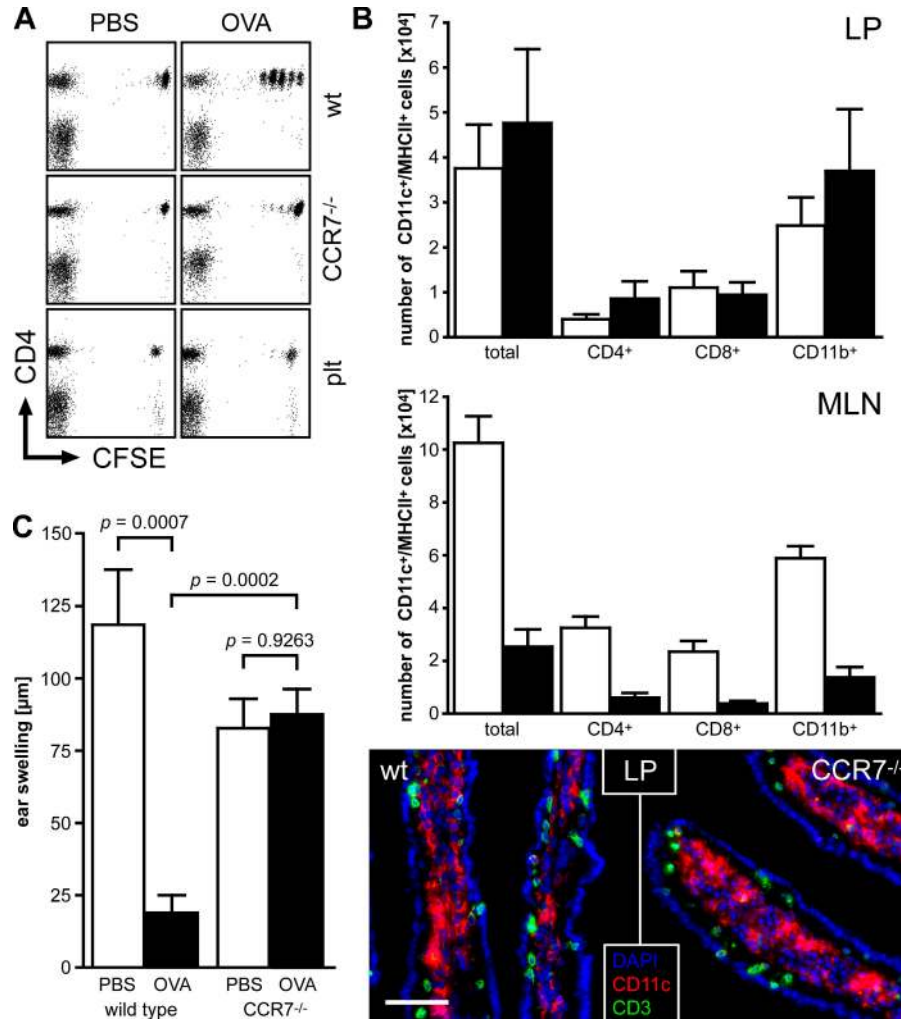 A
PBS OVA
wt
CCR7-/-
plt
CD4
CFSE
B
LP
number of CD11c+/MHCII+ cells [x10⁴]
7
6
5
4
3
2
1
0
total CD4+ CD8+ CD11b+
MLN
number of CD11c+/MHCII+ cells [x10⁴]
12
10
8
6
4
2
0
total CD4+ CD8+ CD11b+
wt LP CCR7-/-
DAPI
CD11c
CD3
C
p = 0.0007
p = 0.0002
p = 0.9263
ear swelling [µm]
150
125
100
75
50
25
0
PBS OVA PBS OVA
wild type CCR7-/-